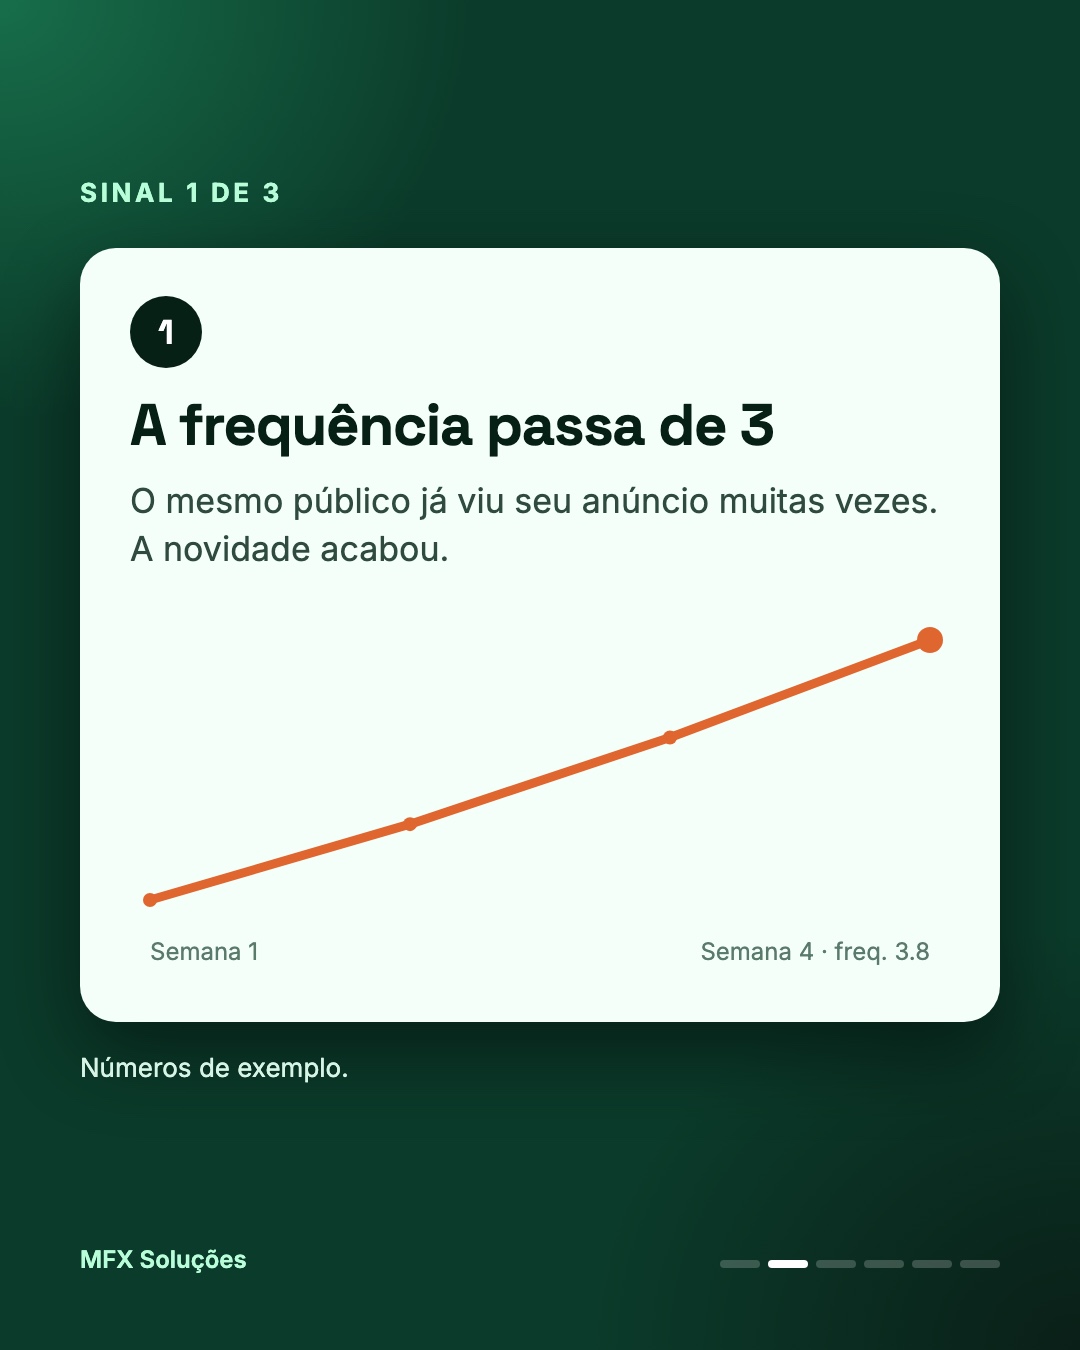 SINAL 1 DE 3
1
A frequência passa de 3
O mesmo público já viu seu anúncio muitas vezes.
A novidade acabou.
Semana 1
Semana 4 · freq. 3.8
Números de exemplo.
MFX Soluções